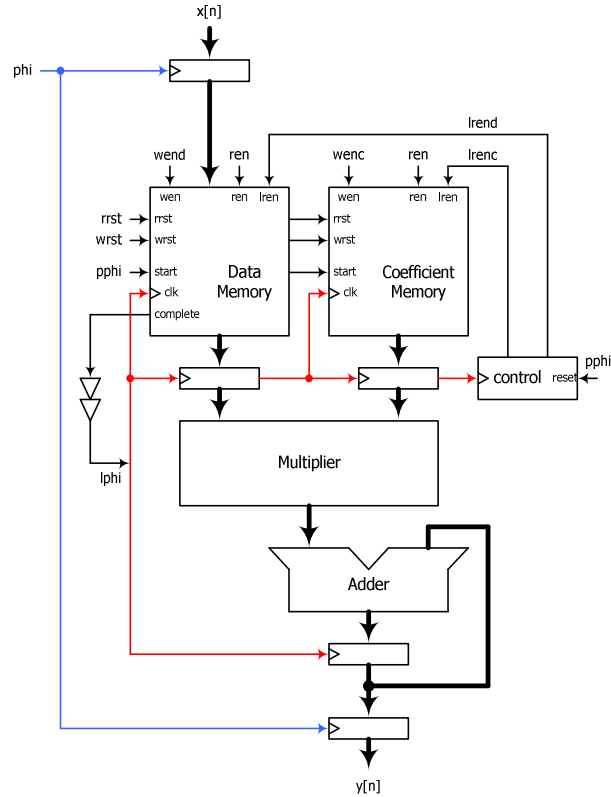 x[n]
phi
lrend
wend
ren
wenc
ren
lrenc
wen
ren
lren
wen
ren
lren
rrst
rrst
rrst
wrst
wrst
wrst
pphi
start
Data
Memory
start
Coefficient
Memory
clk
clk
complete
pphi
control
reset
lphi
Multiplier
Adder
y[n]